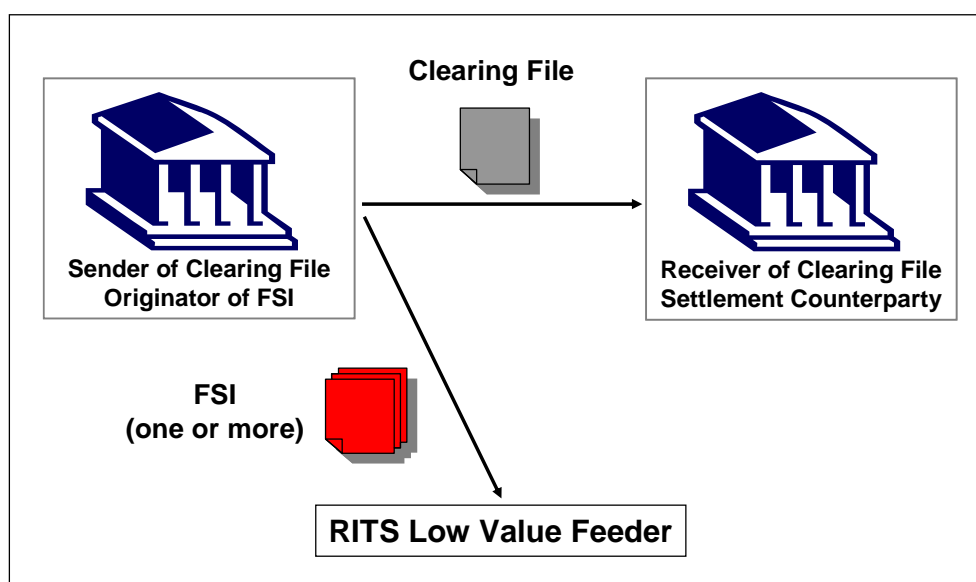 Clearing File
Sender of Clearing File
Originator of FSI
Receiver of Clearing File
Settlement Counterparty
FSI
(one or more)
RITS Low Value Feeder